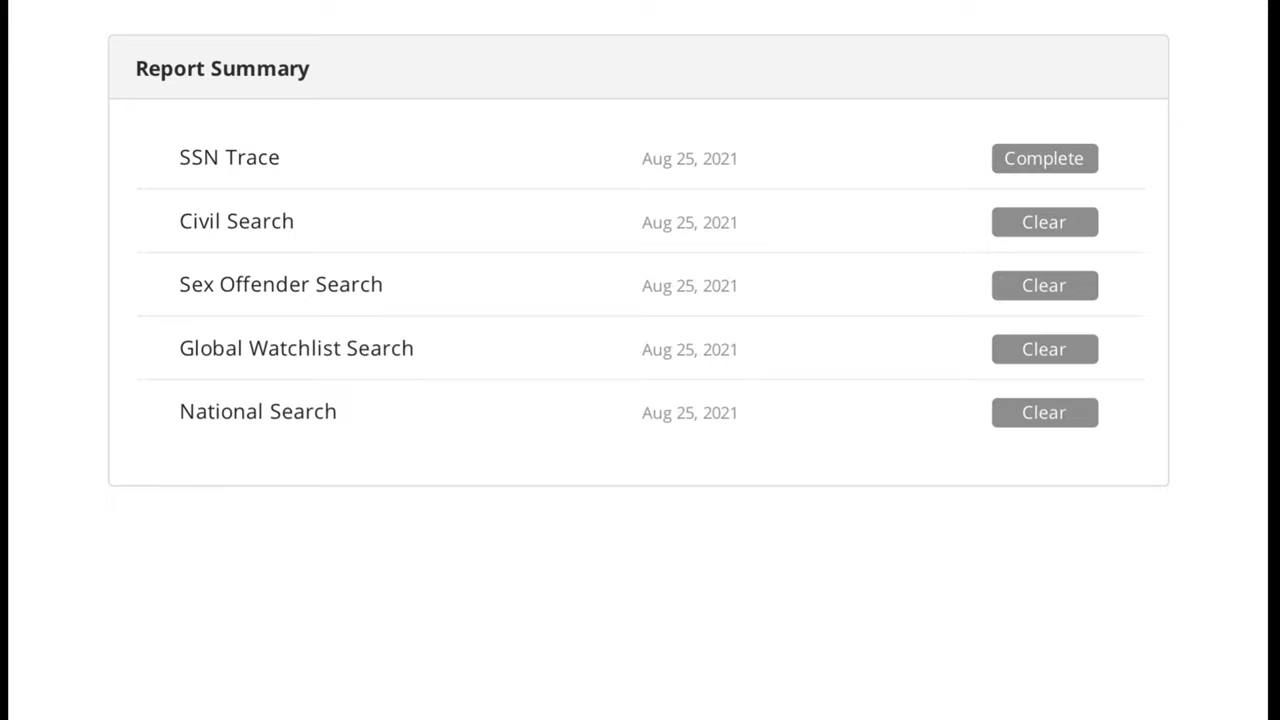 Report Summary
SSN Trace Aug 25, 2021 Complete
Civil Search Aug 25, 2021 Clear
Sex Offender Search Aug 25, 2021 Clear
Global Watchlist Search Aug 25, 2021 Clear
National Search Aug 25, 2021 Clear